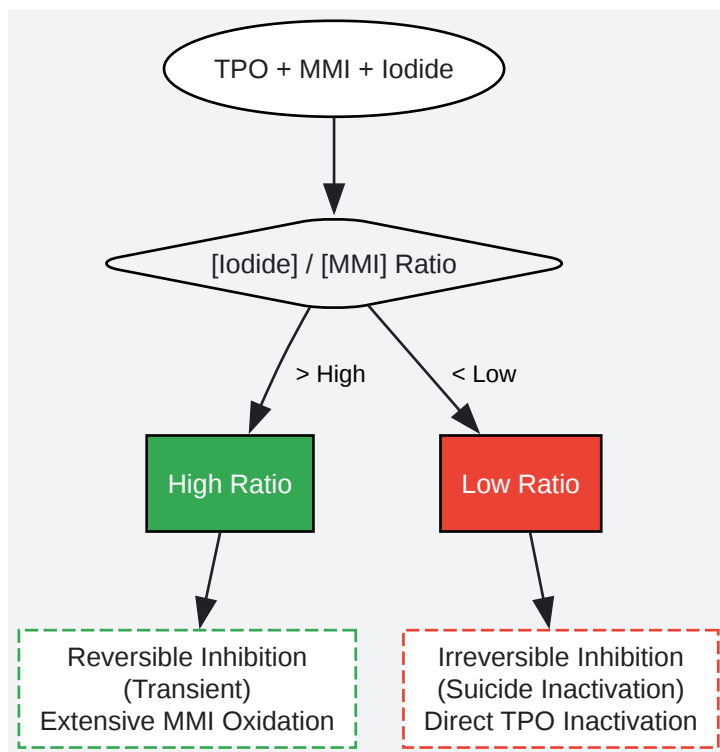 TPO + MMI + Iodide
[Iodide] / [MMI] Ratio
> High
< Low
High Ratio
Low Ratio
Reversible Inhibition
(Transient)
Extensive MMI Oxidation
Irreversible Inhibition
(Suicide Inactivation)
Direct TPO Inactivation